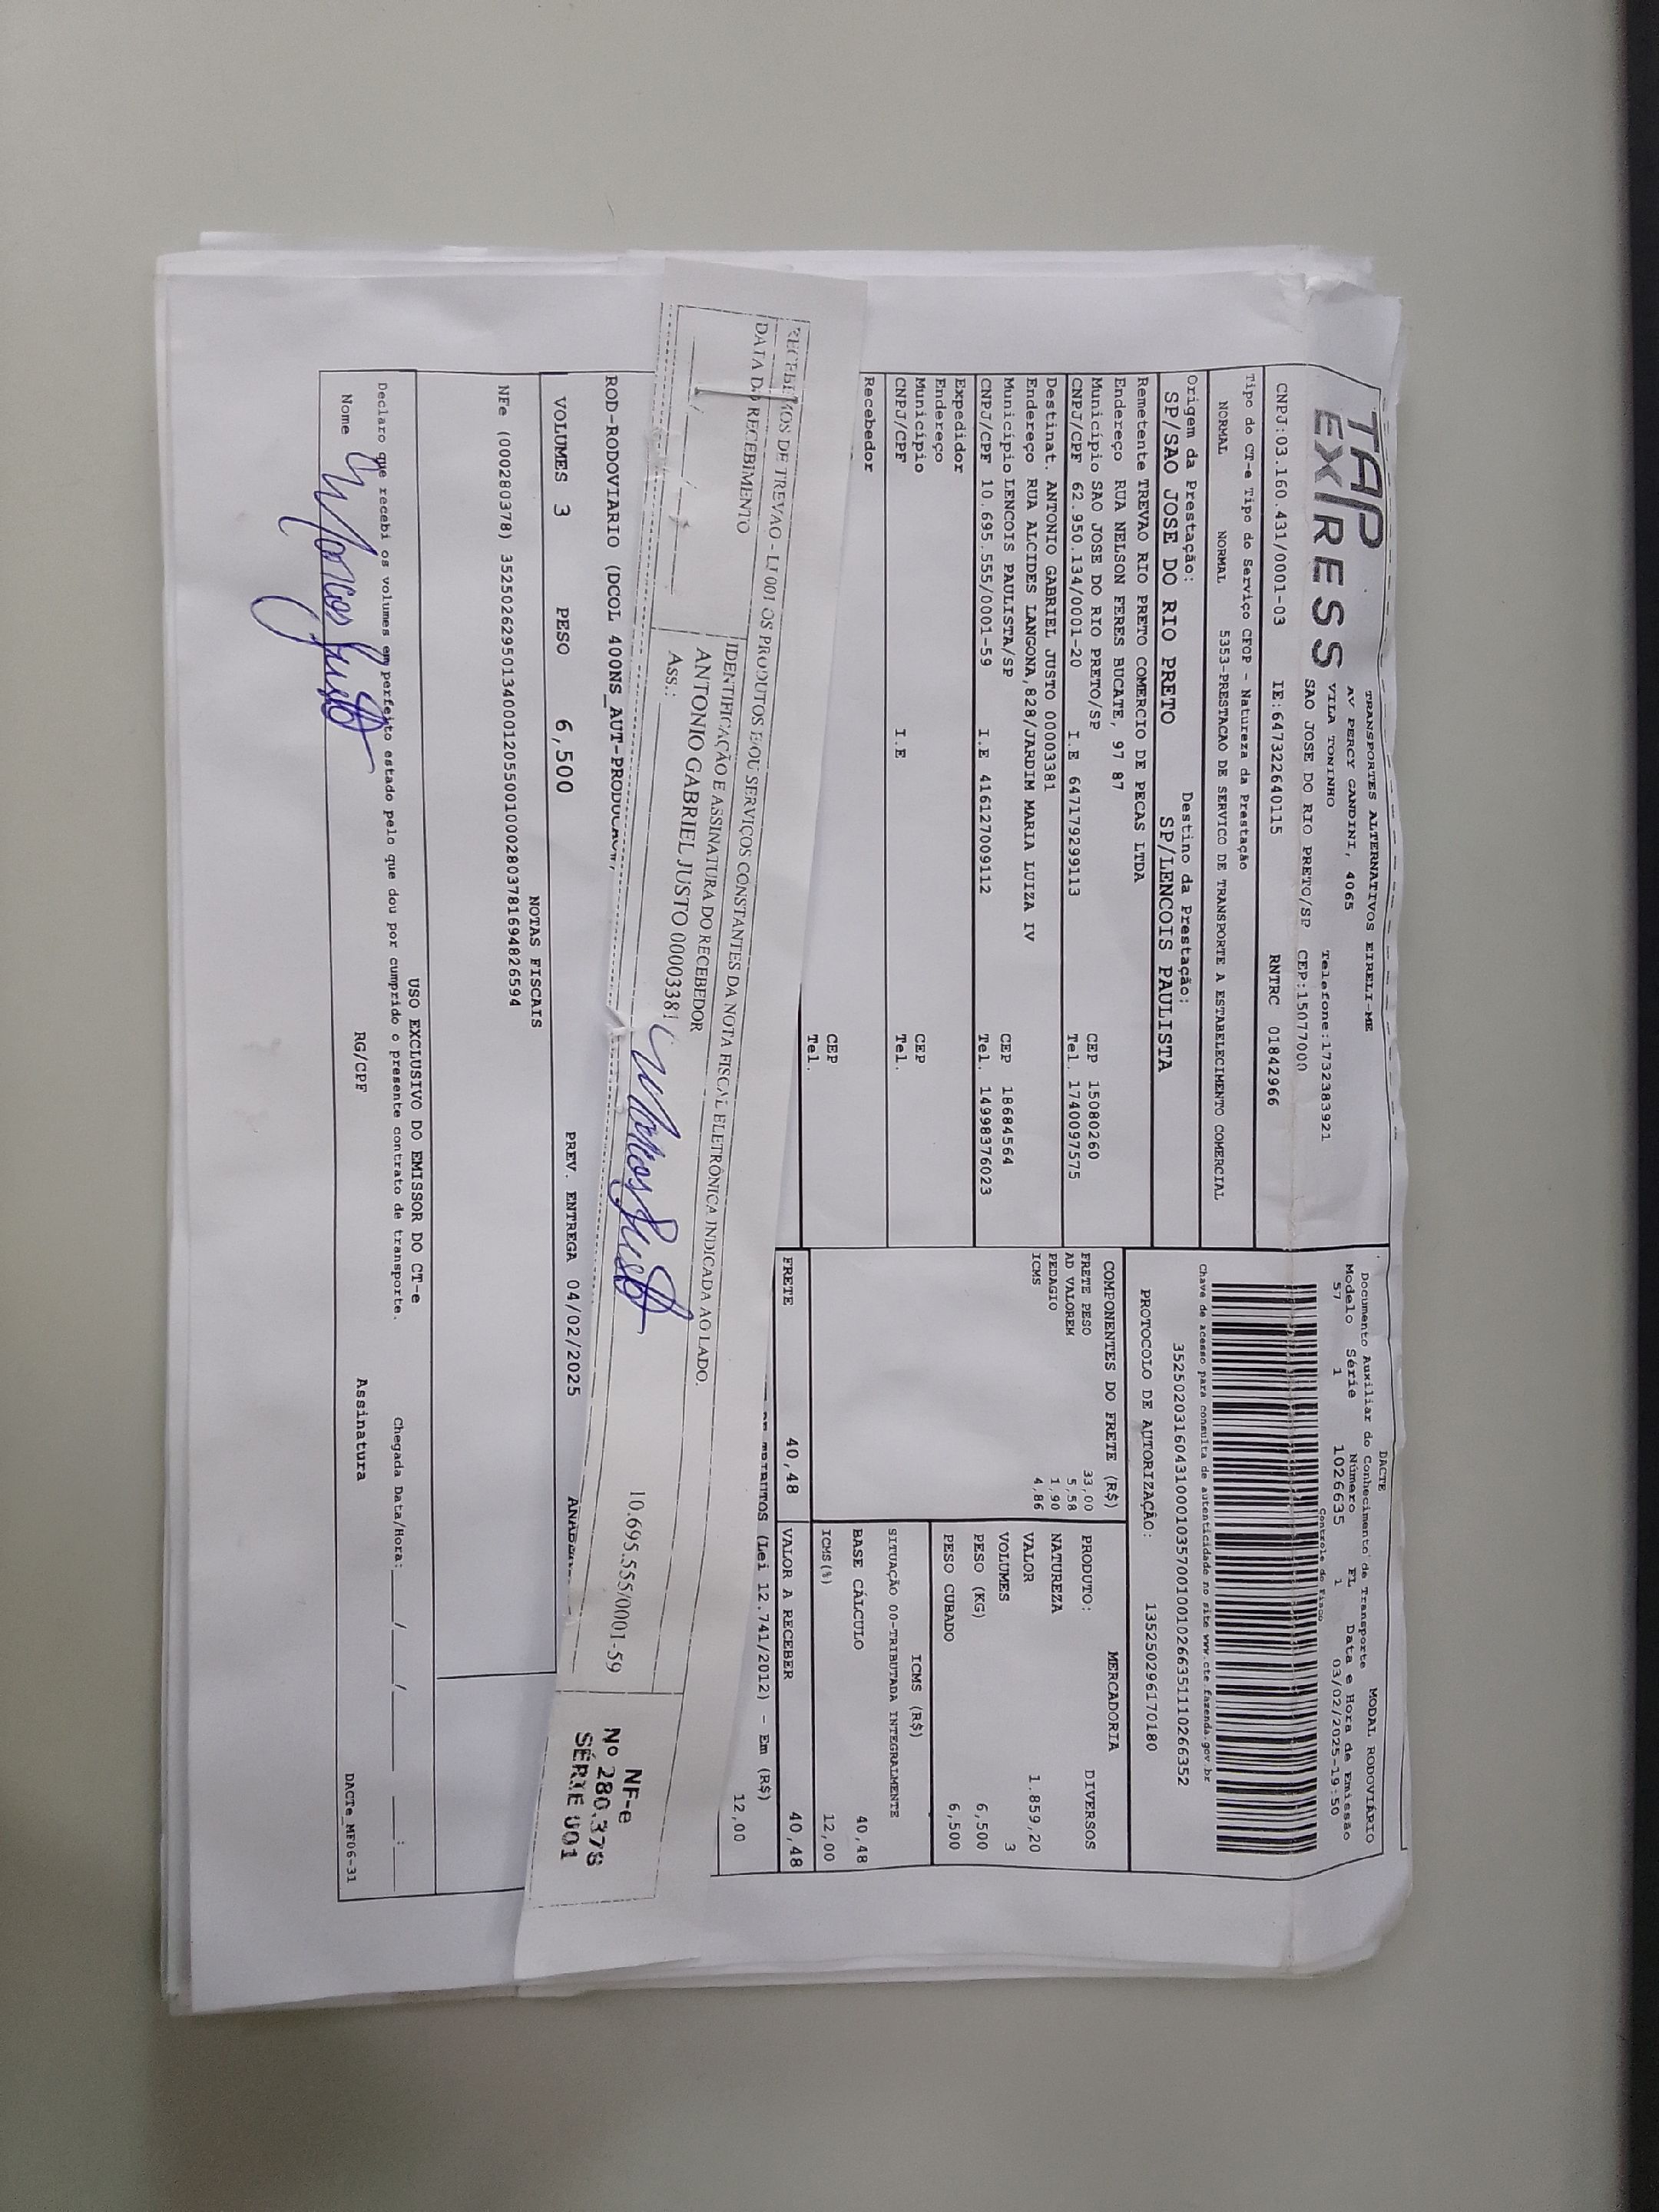 TAP
EXPRESS
TRANSPORTES ALTERNATIVOS EIRELI-ME
AV PERCY GANDINI, 4065
VILA TONINHO Telefone:1732383921
SAO JOSE DO RIO PRETO/SP CEP:15077000
CNPJ:03.160.431/0001-03 IE:647322640115 RNTRC 01842966
DACTE MODAL RODOVIÁRIO
Documento Auxiliar do Conhecimento de Transporte
Modelo Série Número FL Data e Hora de Emissão
57 1 1026635 1 03/02/2025-19:50
Controle do Fisco
Chave de acesso para consulta de autenticidade no site www.cte.fazenda.gov.br
35250203160431000103570010010266351110266352
PROTOCOLO DE AUTORIZAÇÃO: 135250296170180
Tipo do CT-e Tipo do Serviço CFOP - Natureza da Prestação
NORMAL NORMAL 5353-PRESTACAO DE SERVICO DE TRANSPORTE A ESTABELECIMENTO COMERCIAL
Origem da Prestação: Destino da Prestação:
SP/SAO JOSE DO RIO PRETO SP/LENCOIS PAULISTA
Remetente TREVAO RIO PRETO COMERCIO DE PECAS LTDA
Endereço RUA NELSON FERES BUCATE, 97 87
Município SAO JOSE DO RIO PRETO/SP CEP 15080260
CNPJ/CPF 62.950.134/0001-20 I.E 647179299113 Tel. 1740097575
Destinat. ANTONIO GABRIEL JUSTO 00003381
Endereço RUA ALCIDES LANGONA,828/JARDIM MARIA LUIZA IV
Município LENCOIS PAULISTA/SP CEP 18684564
CNPJ/CPF 10.695.555/0001-59 I.E 416127009112 Tel. 14998376023
Expedidor
Endereço
Município CEP
CNPJ/CPF I.E Tel.
Recebedor
CEP
Tel.
COMPONENTES DO FRETE (R$)
FRETE PESO 33,00
AD VALOREM 5,58
PEDAGIO 1,90
ICMS 4,86
MERCADORIA
PRODUTO: DIVERSOS
NATUREZA
VALOR 1.859,20
VOLUMES 3
PESO (KG) 6,500
PESO CUBADO 6,500
ICMS (R$)
SITUAÇÃO 00-TRIBUTADA INTEGRALMENTE
BASE CÁLCULO 40,48
ICMS(%) 12,00
FRETE 40,48 VALOR A RECEBER 40,48
TRIBUTOS (Lei 12.741/2012) - Em (R$)
12,00
RECEBEMOS DE TREVAO - LJ 001 OS PRODUTOS E/OU SERVIÇOS CONSTANTES DA NOTA FISCAL ELETRÔNICA INDICADA AO LADO.
DATA DO RECEBIMENTO IDENTIFICAÇÃO E ASSINATURA DO RECEBEDOR
ANTONIO GABRIEL JUSTO 00003381 10.695.555/0001-59
Ass.: Marcos Justo
NF-e
Nº 280.378
SÉRIE 001
ROD-RODOVIARIO (DCOL 400NS_AUT-PRODUCAO#,
VOLUMES 3 PESO 6,500 PREV. ENTREGA 04/02/2025
NOTAS FISCAIS
NFe (000280378) 35250262950134000120550010002803781694826594
USO EXCLUSIVO DO EMISSOR DO CT-e
Declaro que recebi os volumes em perfeito estado pelo que dou por cumprido o presente contrato de transporte. Chegada Data/Hora: ____/____/____ ____:____
Nome Marcos Justo RG/CPF Assinatura
DACTe_MF06-31